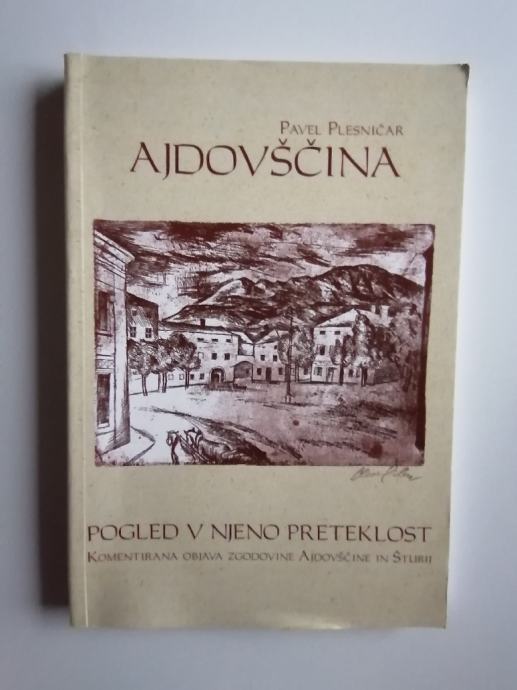 PAVEL PLESNIČAR
AJDOVŠČINA
POGLED V NJENO PRETEKLOST
KOMENTIRANA OBJAVA ZGODOVINE AJDOVŠČINE IN ŠTURIJ